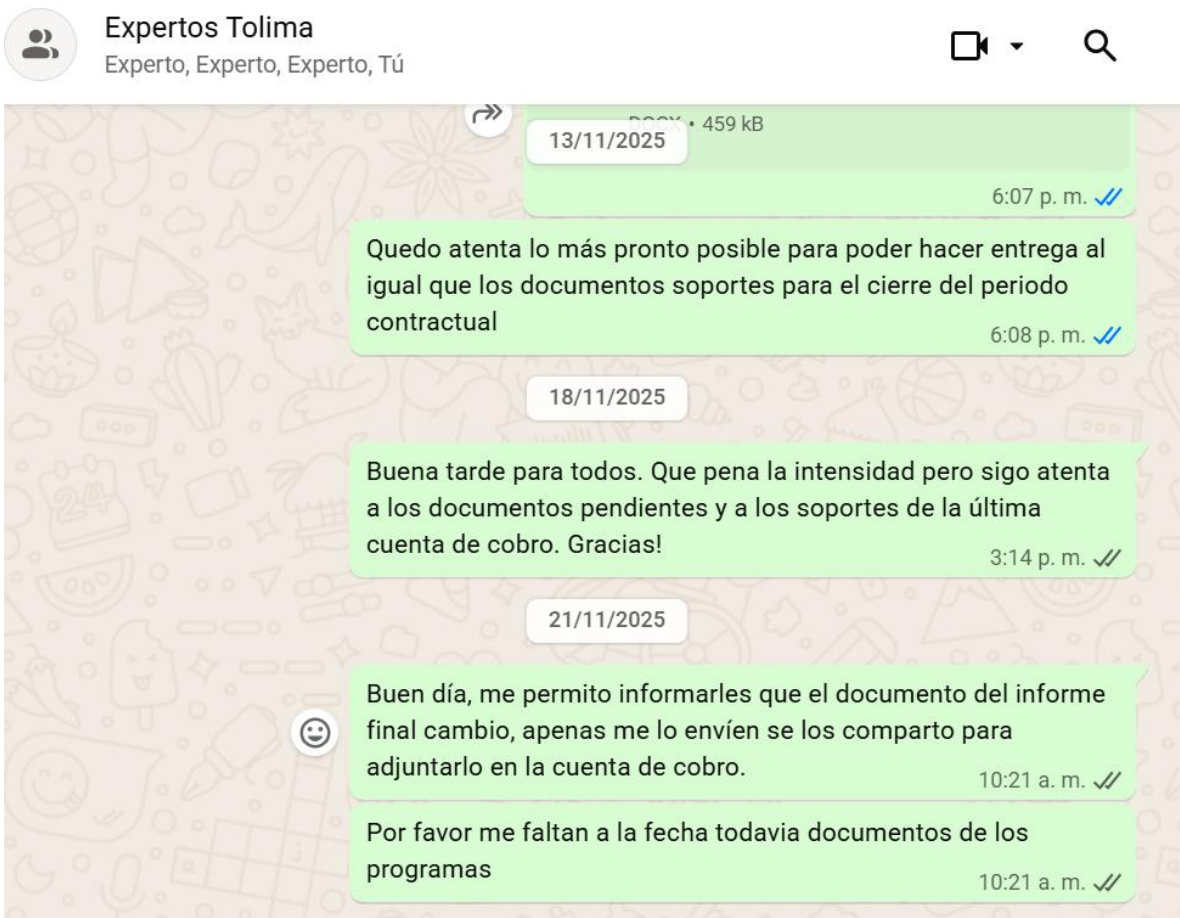 Expertos Tolima
Experto, Experto, Experto, Tú
DOCX • 459 kB
13/11/2025
6:07 p. m.
Quedo atenta lo más pronto posible para poder hacer entrega al
igual que los documentos soportes para el cierre del periodo
contractual
6:08 p. m.
18/11/2025
Buena tarde para todos. Que pena la intensidad pero sigo atenta
a los documentos pendientes y a los soportes de la última
cuenta de cobro. Gracias!
3:14 p. m.
21/11/2025
Buen día, me permito informarles que el documento del informe
final cambio, apenas me lo envíen se los comparto para
adjuntarlo en la cuenta de cobro.
10:21 a. m.
Por favor me faltan a la fecha todavia documentos de los
programas
10:21 a. m.